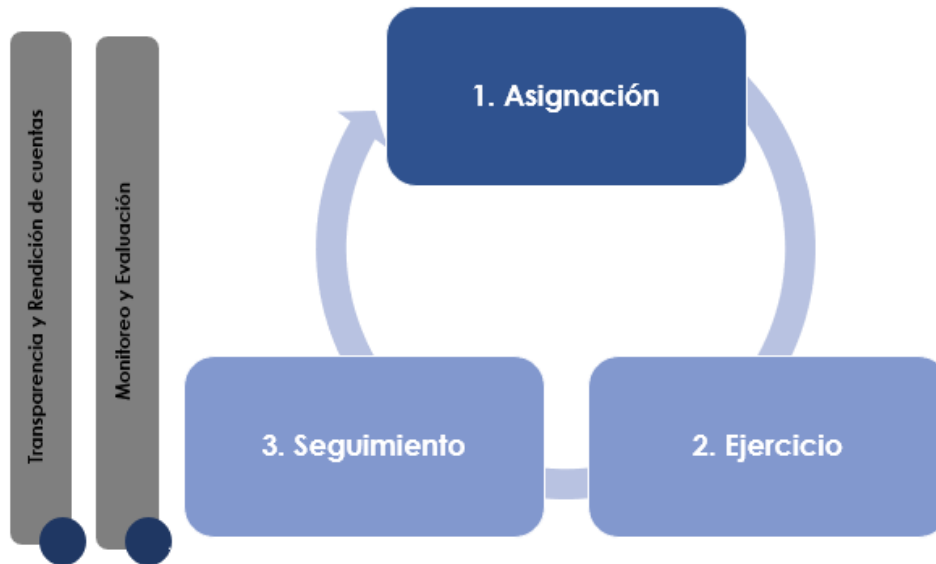 Transparencia y Rendición de cuentas
Monitoreo y Evaluación
1. Asignación
2. Ejercicio
3. Seguimiento